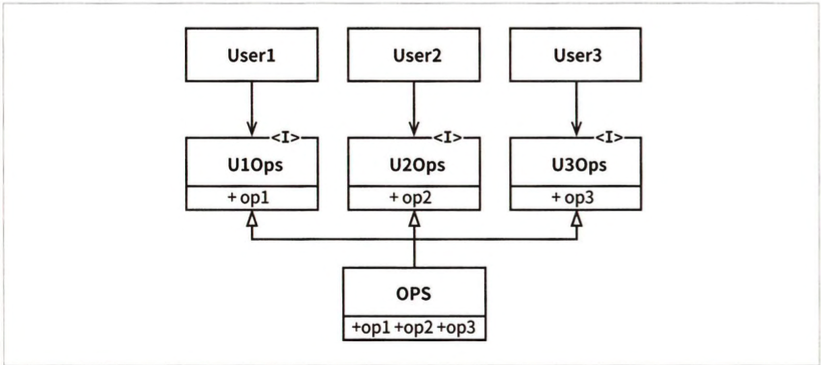 User1 User2 User3
<I> <I> <I>
U1Ops U2Ops U3Ops
+ op1 + op2 + op3
OPS
+op1 +op2 +op3